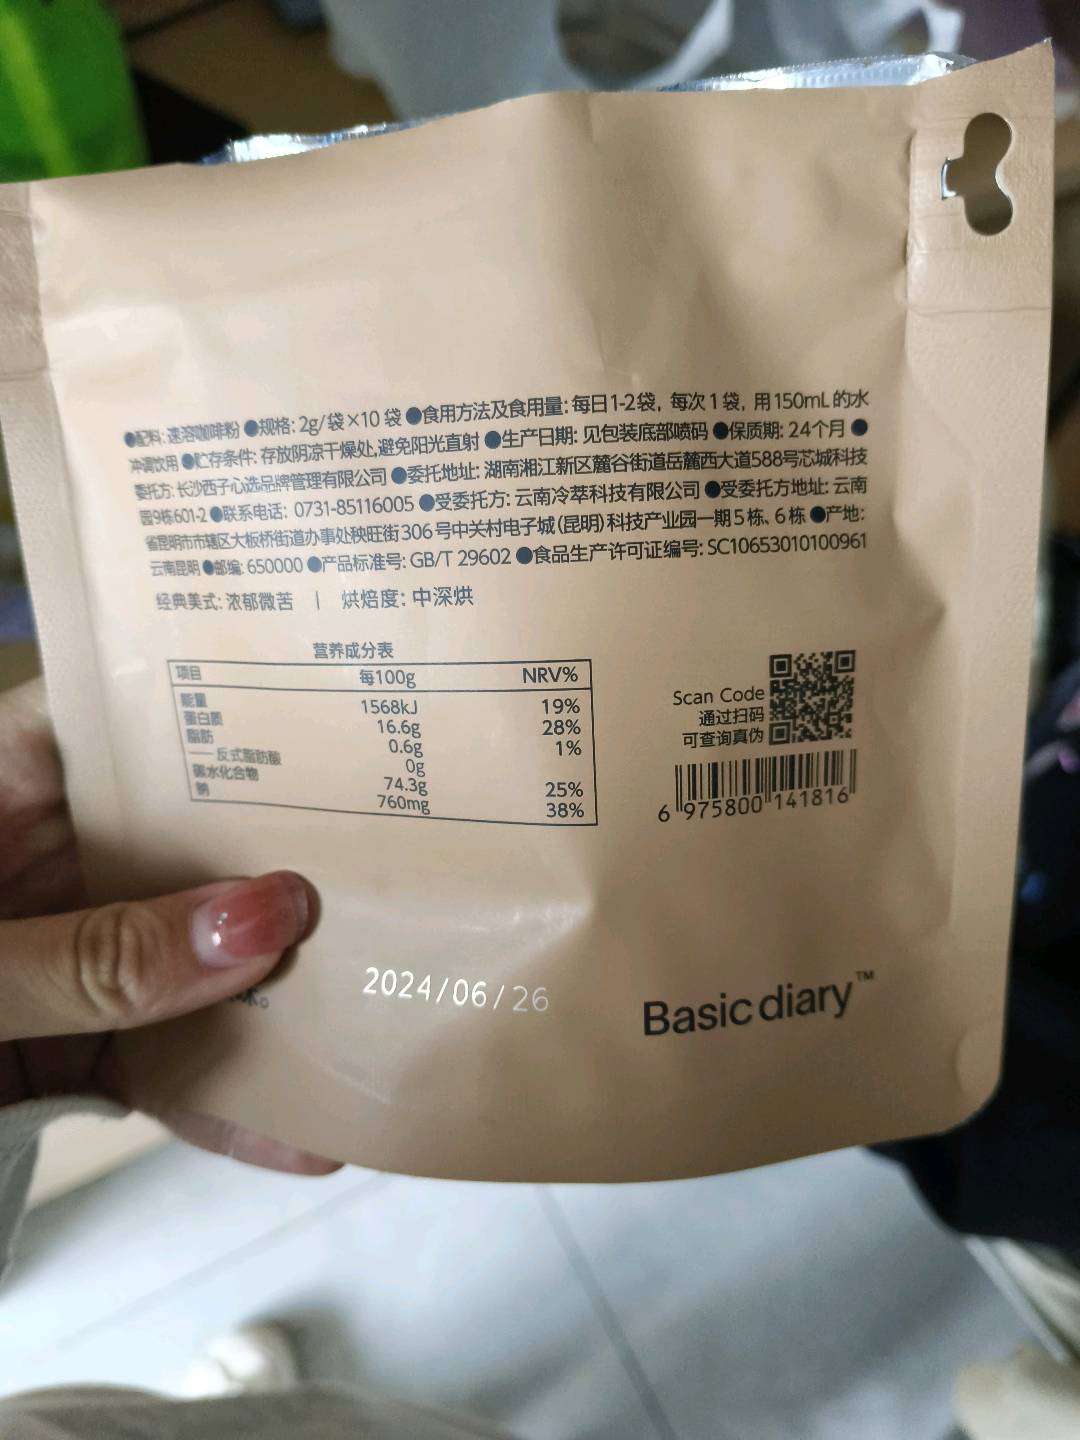 ●配料: 速溶咖啡粉 ●规格: 2g/袋×10 袋 ●食用方法及食用量: 每日1-2袋, 每次1袋, 用150mL的水
冲调饮用 ●贮存条件: 存放阴凉干燥处,避免阳光直射 ●生产日期: 见包装底部喷码 ●保质期: 24个月 ●
委托方: 长沙西子心选品牌管理有限公司 ●委托地址: 湖南湘江新区麓谷街道岳麓西大道588号芯城科技
园9栋601-2 ●联系电话: 0731-85116005 ●受委托方: 云南冷萃科技有限公司 ●受委托方地址: 云南
省昆明市市辖区大板桥街道办事处秧旺街306号中关村电子城(昆明)科技产业园一期5栋、6栋 ●产地:
云南昆明 ●邮编: 650000 ●产品标准号: GB/T 29602 ●食品生产许可证编号: SC10653010100961
经典美式: 浓郁微苦 | 烘焙度: 中深烘
营养成分表
项目 每100g NRV%
能量 1568kJ 19%
蛋白质 16.6g 28%
脂肪 0.6g 1%
——反式脂肪酸 0g
碳水化合物 74.3g 25%
钠 760mg 38%
Scan Code
通过扫码
可查询真伪
6 975800 141816
味。
2024/06/26
Basic diary™